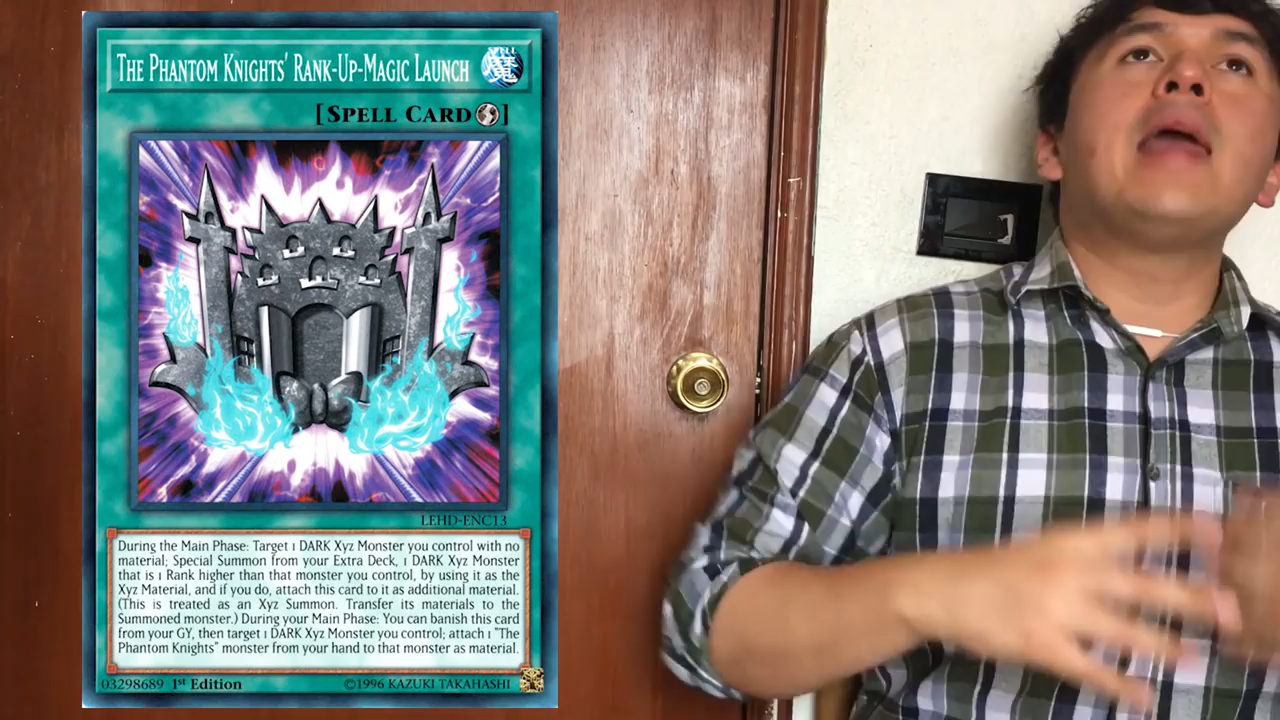 THE PHANTOM KNIGHTS' RANK-UP-MAGIC LAUNCH
SPELL
魔
[SPELL CARD]
LEHD-ENC13
During the Main Phase: Target 1 DARK Xyz Monster you control with no
material; Special Summon from your Extra Deck, 1 DARK Xyz Monster
that is 1 Rank higher than that monster you control, by using it as the
Xyz Material, and if you do, attach this card to it as additional material.
(This is treated as an Xyz Summon. Transfer its materials to the
Summoned monster.) During your Main Phase: You can banish this card
from your GY, then target 1 DARK Xyz Monster you control; attach 1 "The
Phantom Knights" monster from your hand to that monster as material.
03298689 1st Edition ©1996 KAZUKI TAKAHASHI